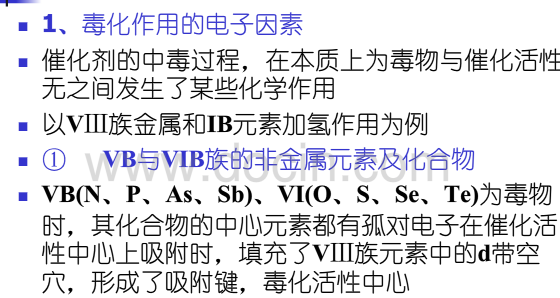 1、毒化作用的电子因素
催化剂的中毒过程，在本质上为毒物与催化活性
无之间发生了某些化学作用
以VⅢ族金属和IB元素加氢作用为例
① VB与VIB族的非金属元素及化合物
VB(N、P、As、Sb)、VI(O、S、Se、Te)为毒物
时，其化合物的中心元素都有孤对电子在催化活
性中心上吸附时，填充了VⅢ族元素中的d带空
穴，形成了吸附键，毒化活性中心
www.docin.com